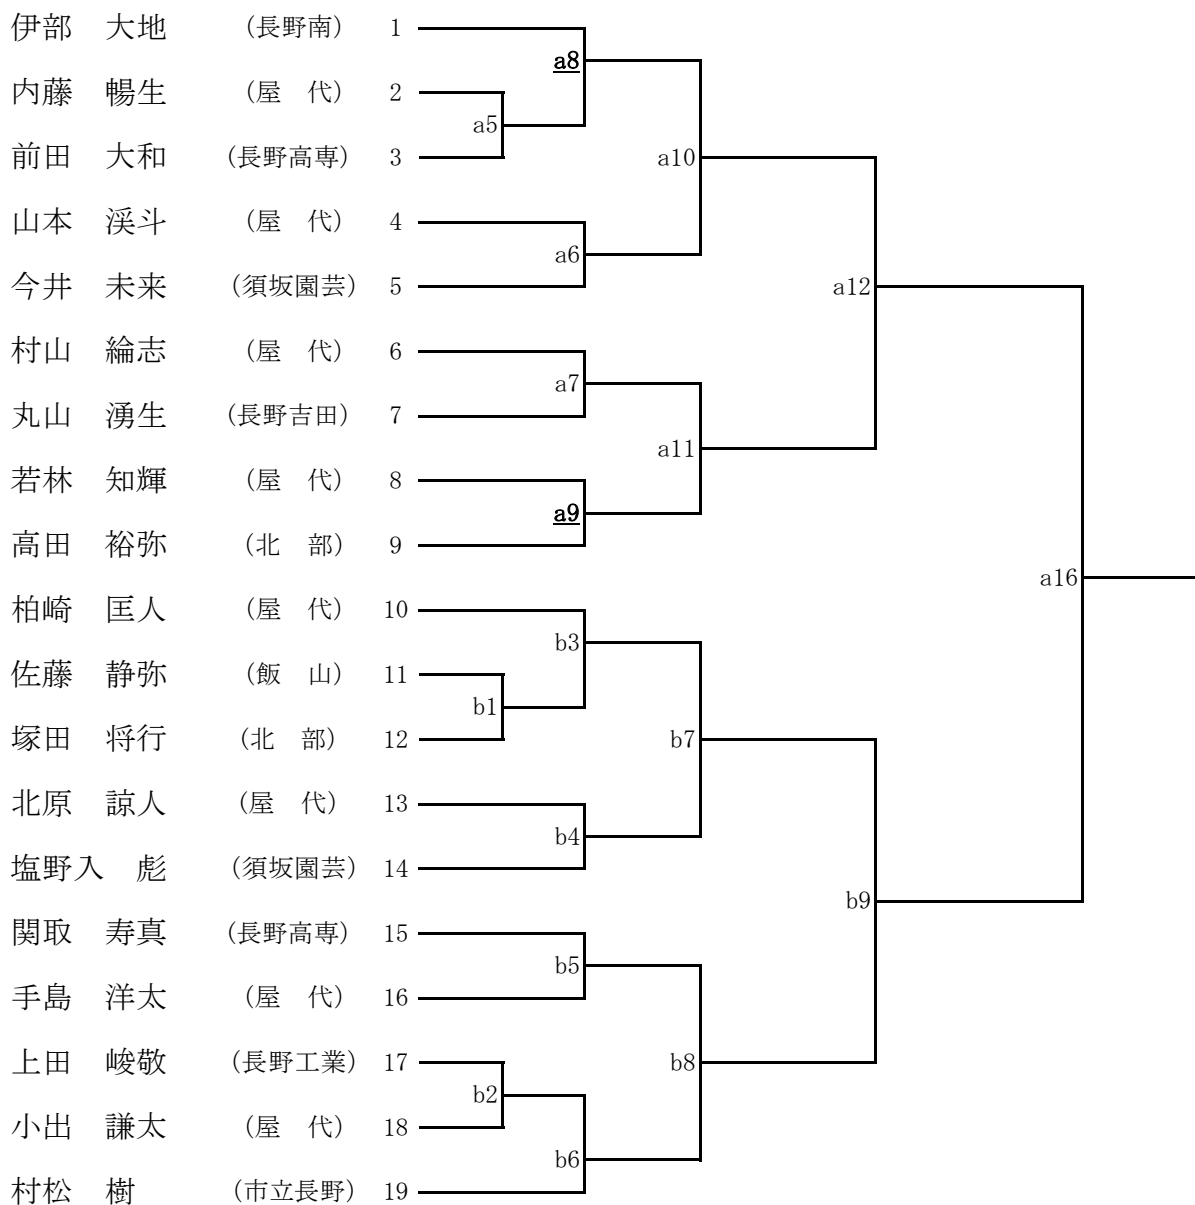 伊部　大地　（長野南）　1
a8
内藤　暢生　（屋　代）　2
a5
前田　大和　（長野高専）　3
a10
山本　渓斗　（屋　代）　4
a6
今井　未来　（須坂園芸）　5
a12
村山　綸志　（屋　代）　6
a7
丸山　湧生　（長野吉田）　7
a11
若林　知輝　（屋　代）　8
a9
高田　裕弥　（北　部）　9
a16
柏崎　匡人　（屋　代）　10
b3
佐藤　静弥　（飯　山）　11
b1
塚田　将行　（北　部）　12
b7
北原　諒人　（屋　代）　13
b4
塩野入　彪　（須坂園芸）　14
b9
関取　寿真　（長野高専）　15
b5
手島　洋太　（屋　代）　16
上田　峻敬　（長野工業）　17
b8
b2
小出　謙太　（屋　代）　18
b6
村松　樹　（市立長野）　19